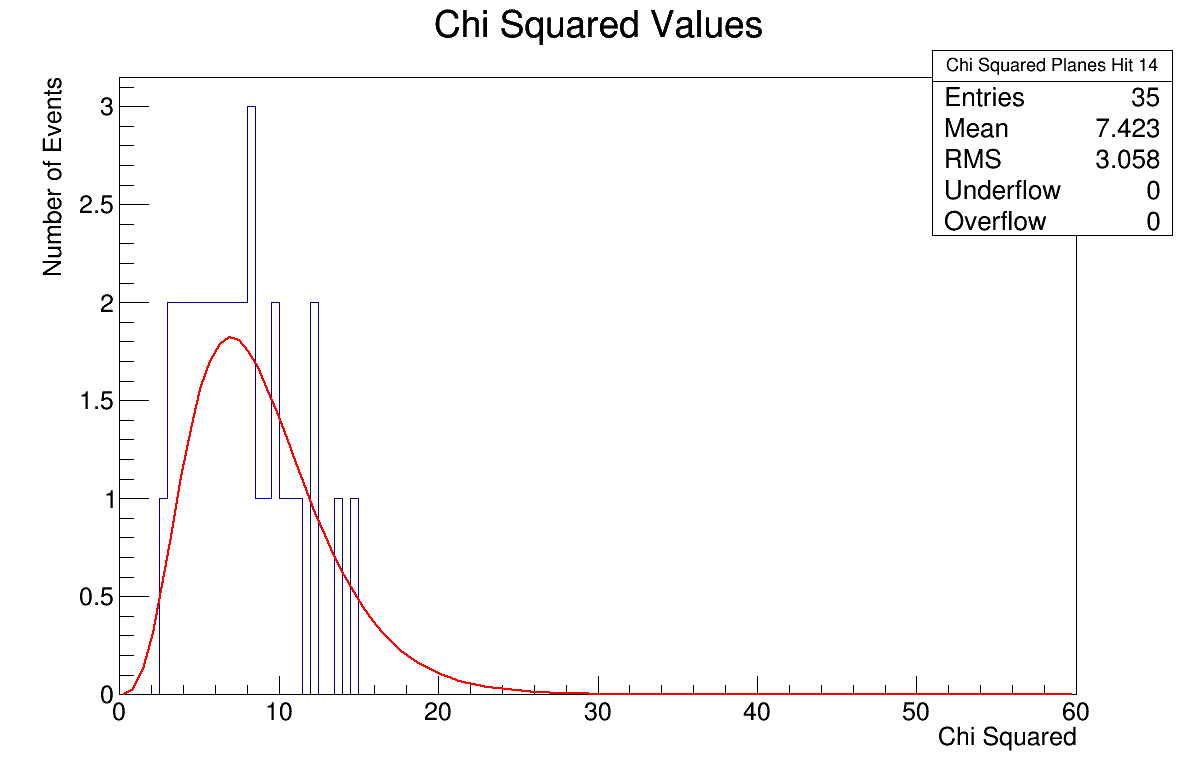 Chi Squared Values
Chi Squared Planes Hit 14
Entries 35
Mean 7.423
RMS 3.058
Underflow 0
Overflow 0
Number of Events
3
2.5
2
1.5
1
0.5
0
0 10 20 30 40 50 60
Chi Squared